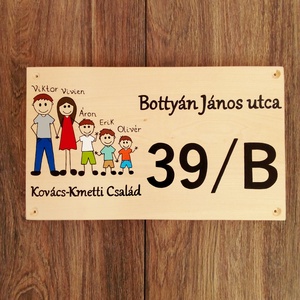 Viktor
Vivien
Áron
Erik
Olivér
Bottyán János utca
39/B
Kovács-Kmetti Család